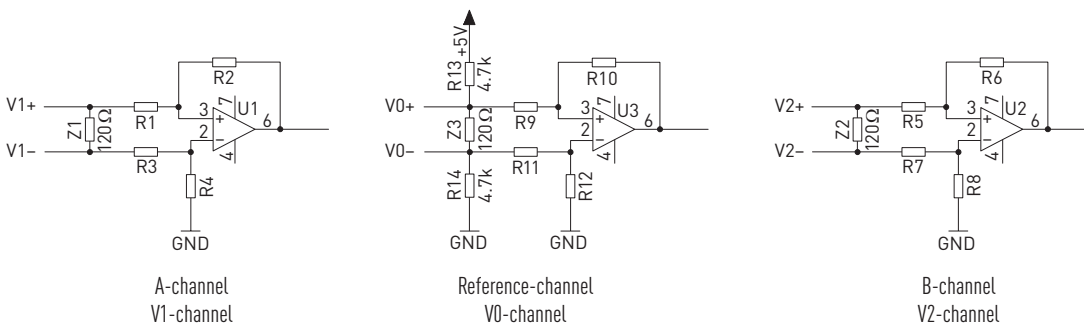 V1+
V1–
Z1
120 Ω
R1
R2
R3
R4
3
2
7
4
6
U1
+
–
GND
A-channel
V1-channel
+5V
R13
4.7k
V0+
V0–
Z3
120 Ω
R14
4.7k
R9
R10
R11
R12
3
2
7
4
6
U3
+
–
GND
GND
Reference-channel
V0-channel
V2+
V2–
Z2
120 Ω
R5
R6
R7
R8
3
2
7
4
6
U2
+
–
GND
B-channel
V2-channel